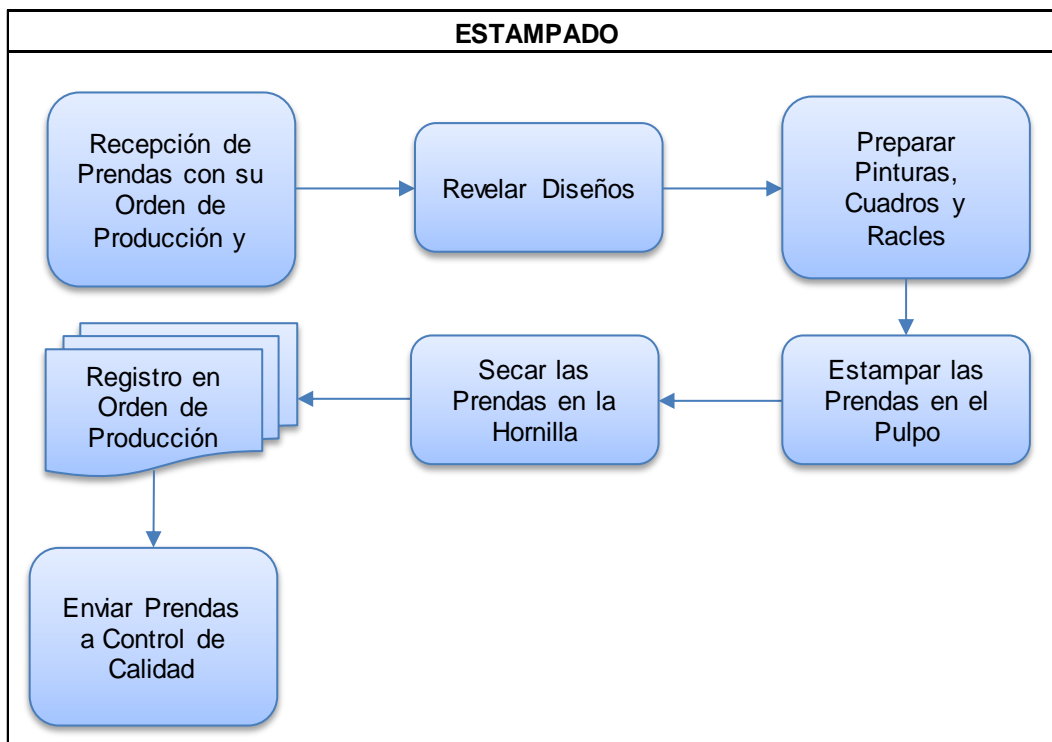 ESTAMPADO
Recepción de
Prendas con su
Orden de
Producción y
Revelar Diseños
Preparar
Pinturas,
Cuadros y
Racles
Estampar las
Prendas en el
Pulpo
Secar las
Prendas en la
Hornilla
Registro en
Orden de
Producción
Enviar Prendas
a Control de
Calidad